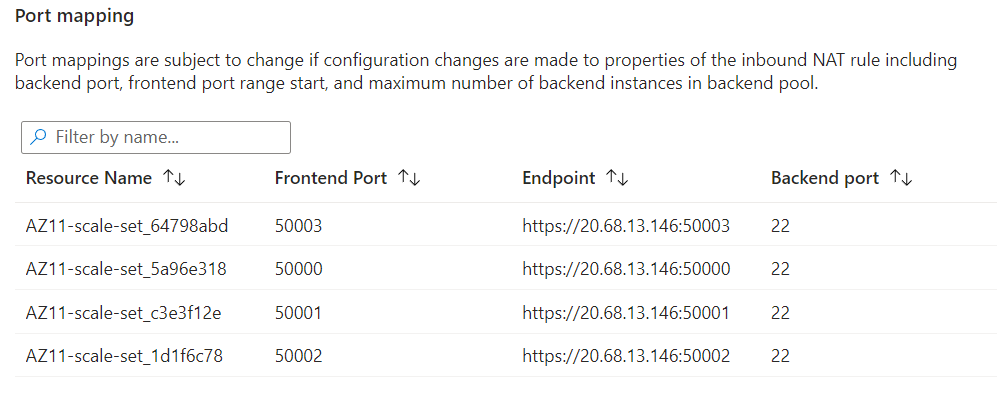 Port mapping
Port mappings are subject to change if configuration changes are made to properties of the inbound NAT rule including
backend port, frontend port range start, and maximum number of backend instances in backend pool.
Filter by name...
Resource Name ↑↓ Frontend Port ↑↓ Endpoint ↑↓ Backend port ↑↓
AZ11-scale-set_64798abd 50003 https://20.68.13.146:50003 22
AZ11-scale-set_5a96e318 50000 https://20.68.13.146:50000 22
AZ11-scale-set_c3e3f12e 50001 https://20.68.13.146:50001 22
AZ11-scale-set_1d1f6c78 50002 https://20.68.13.146:50002 22